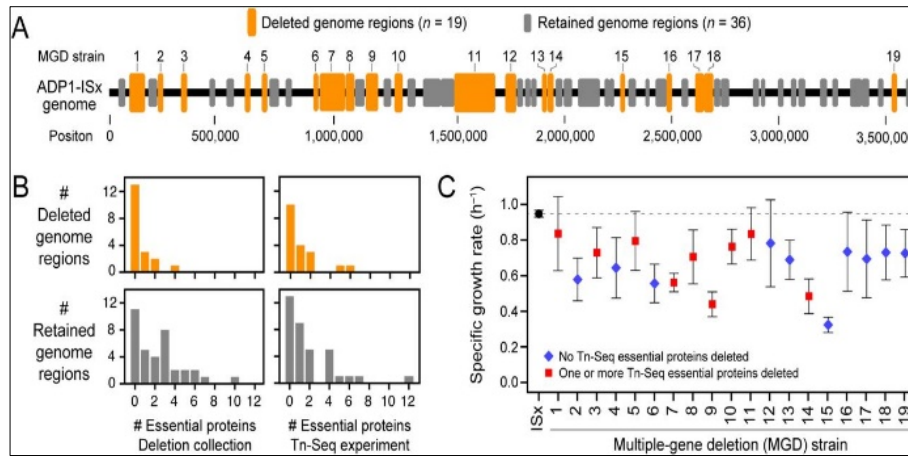 A
Deleted genome regions (n = 19)
Retained genome regions (n = 36)
MGD strain
1 2 3 4 5 6 7 8 9 10 11 12 13 14 15 16 17 18 19
ADP1-ISx
genome
Positon
0 500,000 1,000,000 1,500,000 2,000,000 2,500,000 3,000,000 3,500,000
B
#
Deleted
genome
regions
12
8
4
1
#
Retained
genome
regions
12
8
4
1
0 2 4 6 8 10 12
0 2 4 6 8 10 12
# Essential proteins
Deletion collection
# Essential proteins
Tn-Seq experiment
C
Specific growth rate (h⁻¹)
1.0
0.8
0.6
0.4
0.2
0.0
No Tn-Seq essential proteins deleted
One or more Tn-Seq essential proteins deleted
ISx 1 2 3 4 5 6 7 8 9 10 11 12 13 14 15 16 17 18 19
Multiple-gene deletion (MGD) strain